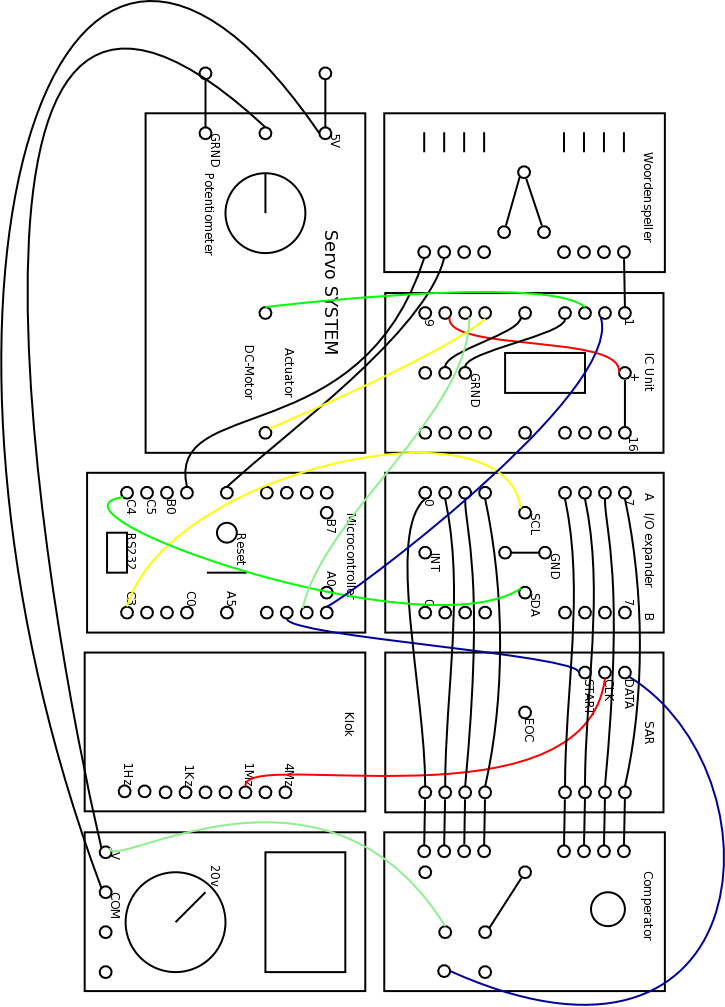 GRND
5V
Potentiometer
Servo SYSTEM
Actuator
DC-Motor
Woordenspeller
9
1
IC Unit
+
GRND
16
C4
C5
B0
B7
Microcontroller
RS232
Reset
A0
C3
C0
A5
A
I/O expander
B
0
7
SCL
INT
GND
SDA
0
7
Klok
1Hz
1Kz
1Mz
4Mz
START
CLK
DATA
SAR
EOC
V
COM
20v
Comperator